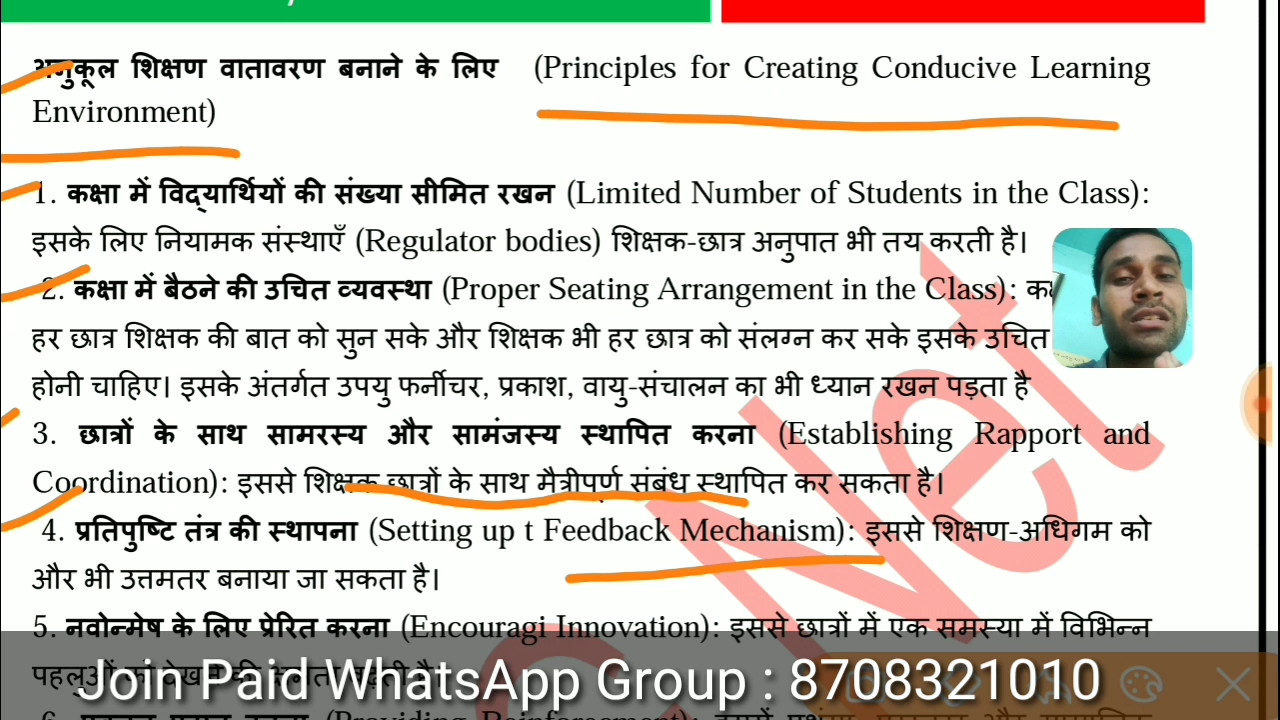 अनुकूल शिक्षण वातावरण बनाने के लिए (Principles for Creating Conducive Learning
Environment)
1. कक्षा में विद्यार्थियों की संख्या सीमित रखन (Limited Number of Students in the Class):
इसके लिए नियामक संस्थाएँ (Regulator bodies) शिक्षक-छात्र अनुपात भी तय करती है।
2. कक्षा में बैठने की उचित व्यवस्था (Proper Seating Arrangement in the Class):
हर छात्र शिक्षक की बात को सुन सके और शिक्षक भी हर छात्र को संलग्न कर सके इसके उचित
होनी चाहिए। इसके अंतर्गत उपयु फर्नीचर, प्रकाश, वायु-संचालन का भी ध्यान रखन पड़ता है
3. छात्रों के साथ सामरस्य और सामंजस्य स्थापित करना (Establishing Rapport and
Coordination): इससे शिक्षक छात्रों के साथ मैत्रीपूर्ण संबंध स्थापित कर सकता है।
4. प्रतिपुष्टि तंत्र की स्थापना (Setting up t Feedback Mechanism): इससे शिक्षण-अधिगम को
और भी उत्तमतर बनाया जा सकता है।
5. नवोन्मेष के लिए प्रेरित करना (Encouragi Innovation): इससे छात्रों में एक समस्या में विभिन्न
Join Paid WhatsApp Group : 8708321010
(Providing Reinforcement):
Net